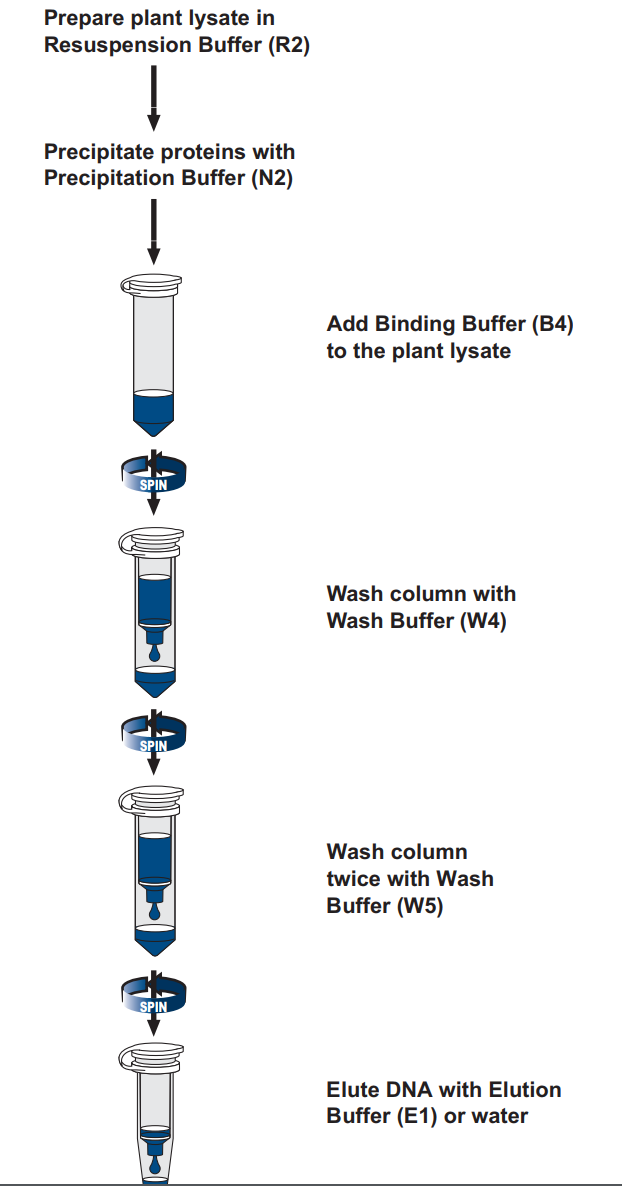 Prepare plant lysate in
Resuspension Buffer (R2)
Precipitate proteins with
Precipitation Buffer (N2)
Add Binding Buffer (B4)
to the plant lysate
SPIN
Wash column with
Wash Buffer (W4)
SPIN
Wash column
twice with Wash
Buffer (W5)
SPIN
Elute DNA with Elution
Buffer (E1) or water